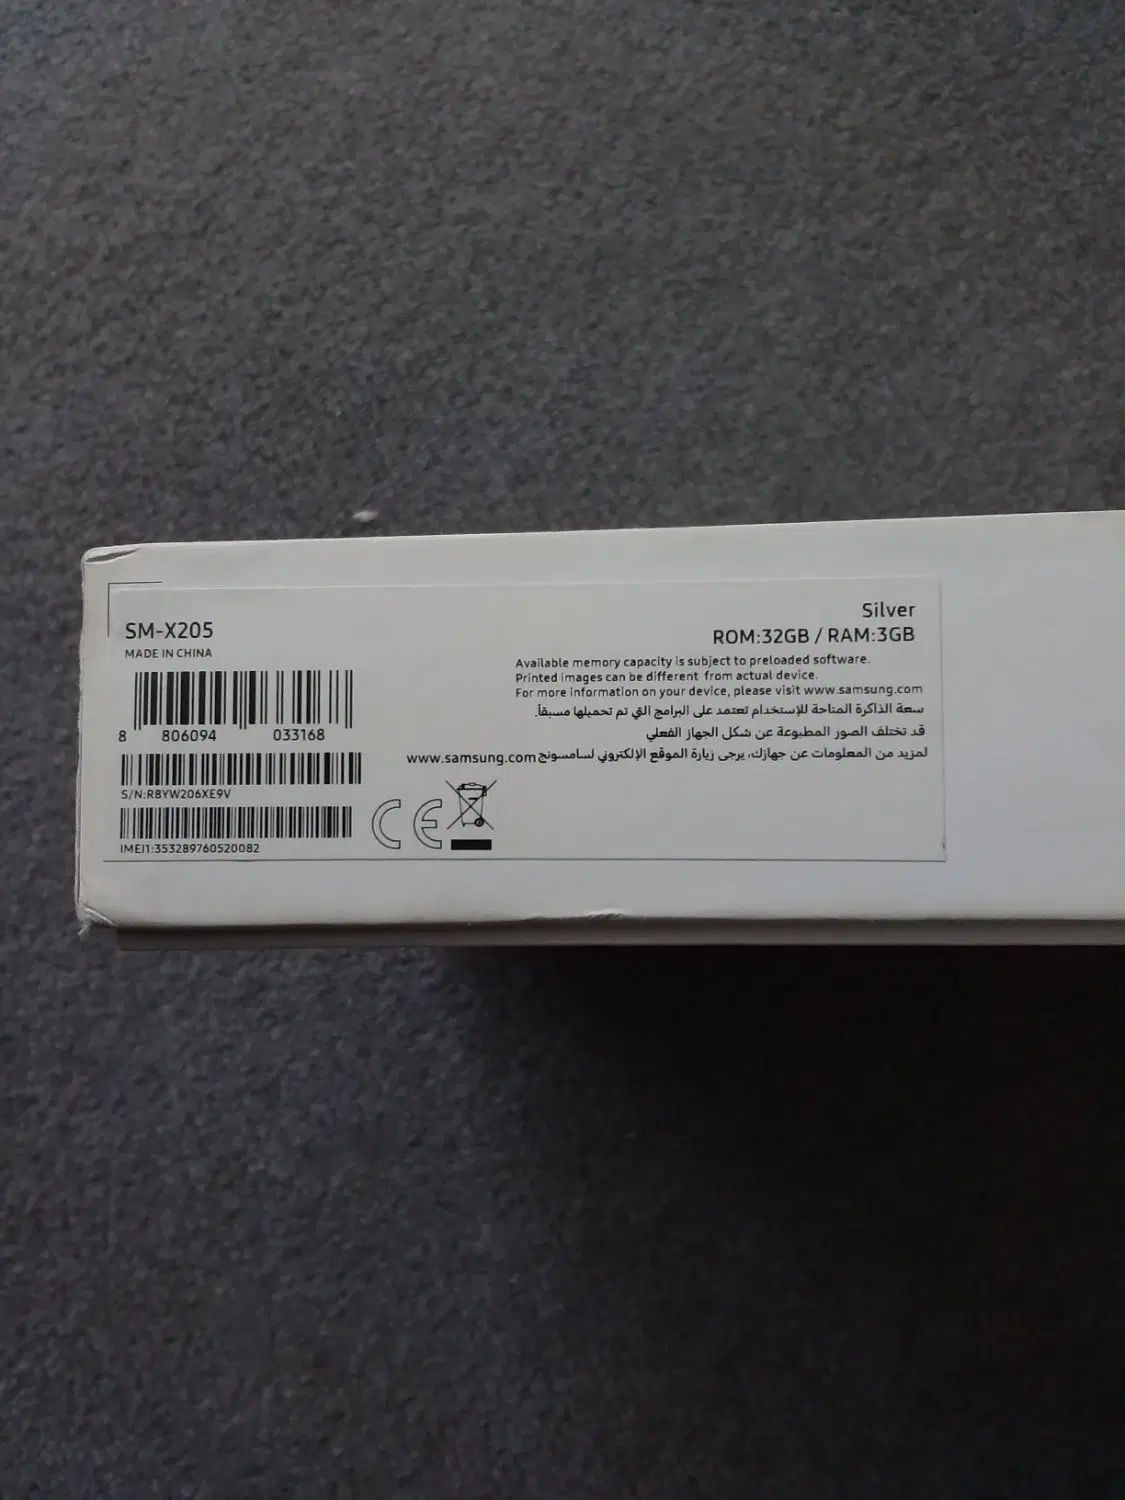 SM-X205
MADE IN CHINA
8 806094 033168
S/N:R8YW206XE9V
IMEI1:353289760520082
Silver
ROM:32GB / RAM:3GB
Available memory capacity is subject to preloaded software.
Printed images can be different from actual device.
For more information on your device, please visit www.samsung.com
سعة الذاكرة المتاحة للإستخدام تعتمد على البرامج التي تم تحميلها مسبقاً.
قد تختلف الصور المطبوعة عن شكل الجهاز الفعلي
لمزيد من المعلومات عن جهازك، يرجى زيارة الموقع الإلكتروني لسامسونج www.samsung.com
CE